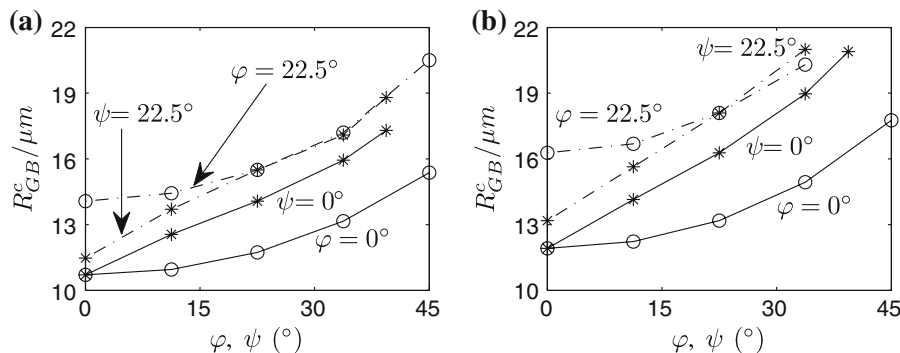 (a)
22
19
16
13
10
R^c_{GB}/μm
φ = 22.5°
ψ = 22.5°
ψ = 0°
φ = 0°
0 15 30 45
φ, ψ (°)
(b)
22
19
16
13
10
R^c_{GB}/μm
ψ = 22.5°
φ = 22.5°
ψ = 0°
φ = 0°
0 15 30 45
φ, ψ (°)